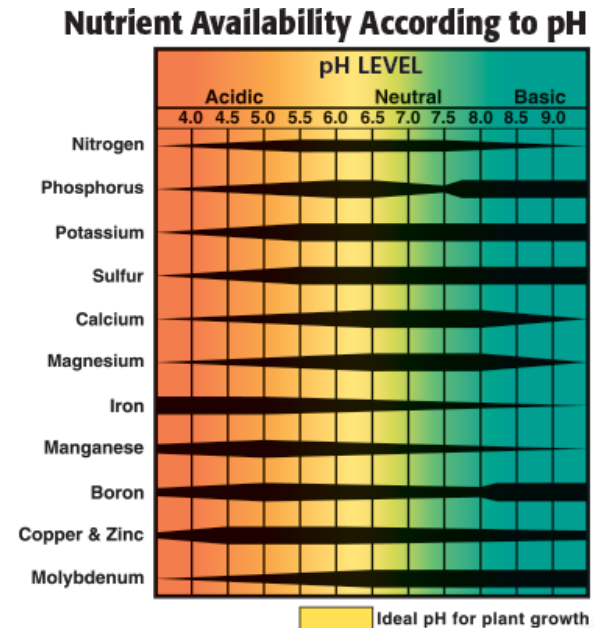 Nutrient Availability According to pH
pH LEVEL
Acidic Neutral Basic
4.0 4.5 5.0 5.5 6.0 6.5 7.0 7.5 8.0 8.5 9.0
Nitrogen
Phosphorus
Potassium
Sulfur
Calcium
Magnesium
Iron
Manganese
Boron
Copper & Zinc
Molybdenum
Ideal pH for plant growth